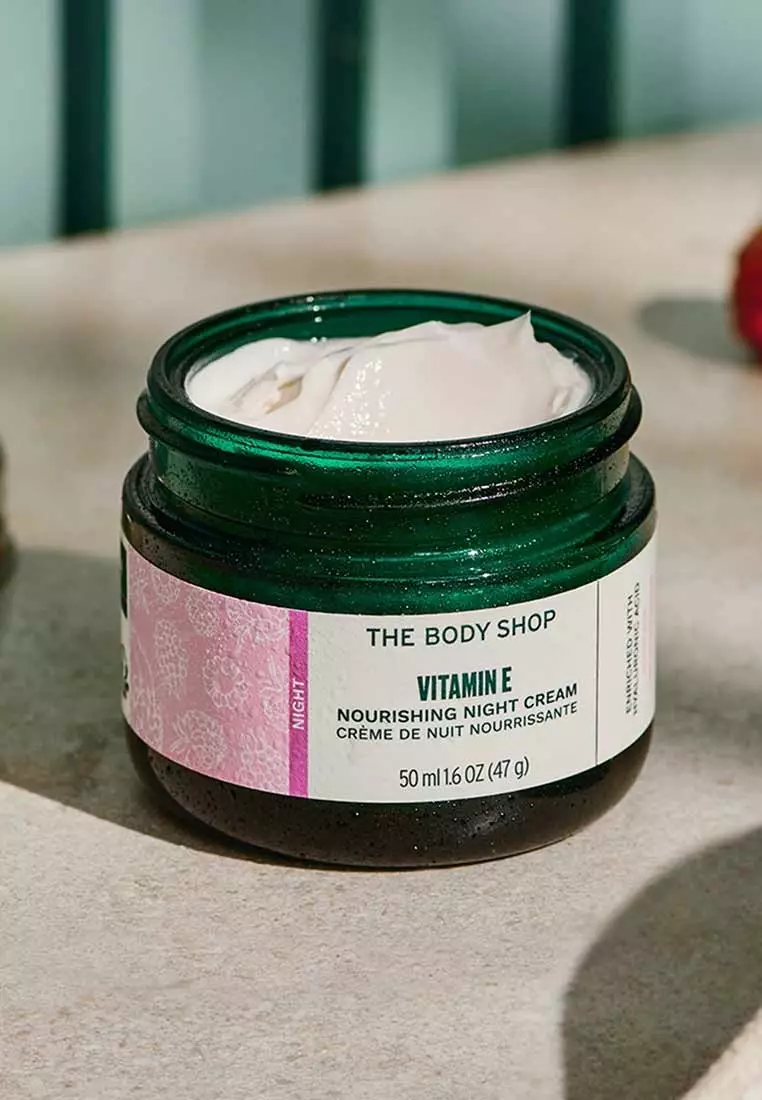 NIGHT
THE BODY SHOP
VITAMIN E
NOURISHING NIGHT CREAM
CRÈME DE NUIT NOURRISSANTE
50 ml 1.6 OZ (47 g)
ENRICHED WITH
HYALURONIC ACID